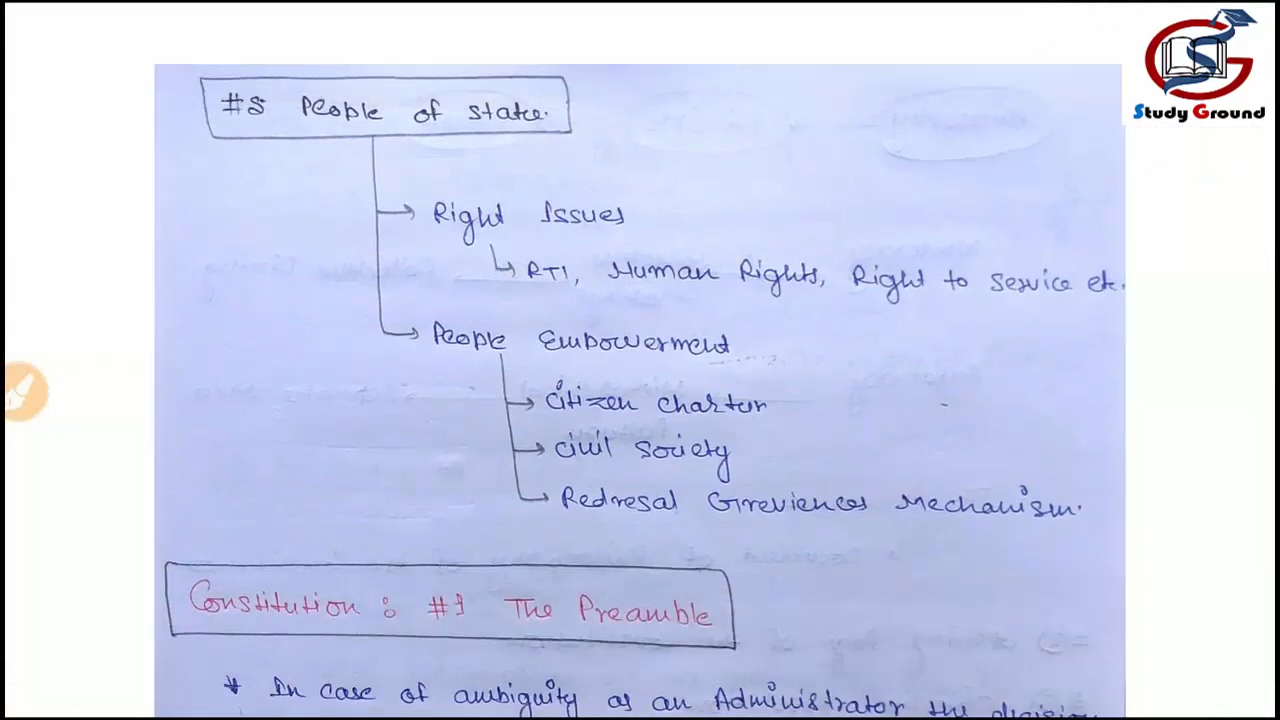 Study Ground
#5 People of State.
Right Issues
RTI, Human Rights, Right to Service etc.
People Empowerment
Citizen Charter
Civil Society
Redresal Greviences Mechanism.
Constitution : #1 The Preamble
* In case of ambiguity as an Administrator the